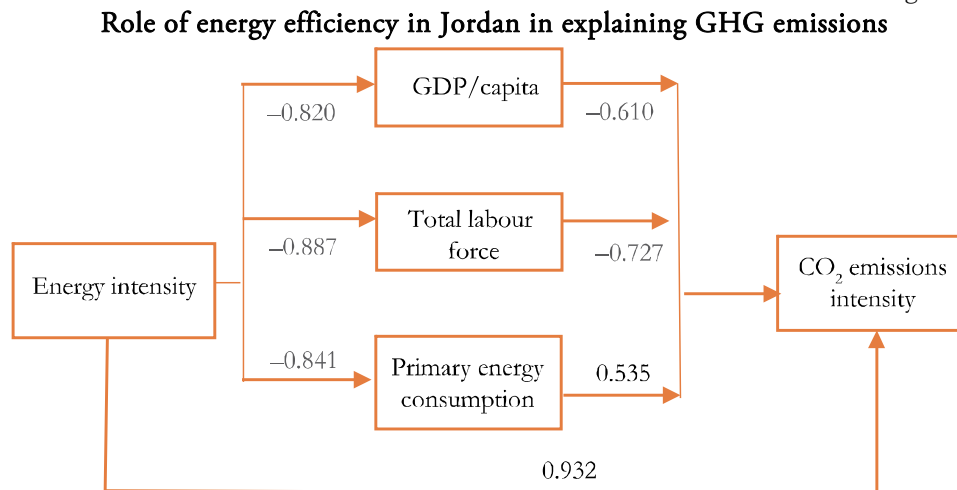 Role of energy efficiency in Jordan in explaining GHG emissions
GDP/capita
–0.820
–0.610
Total labour
force
–0.887
–0.727
Energy intensity
CO₂ emissions
intensity
Primary energy
consumption
–0.841
0.535
0.932